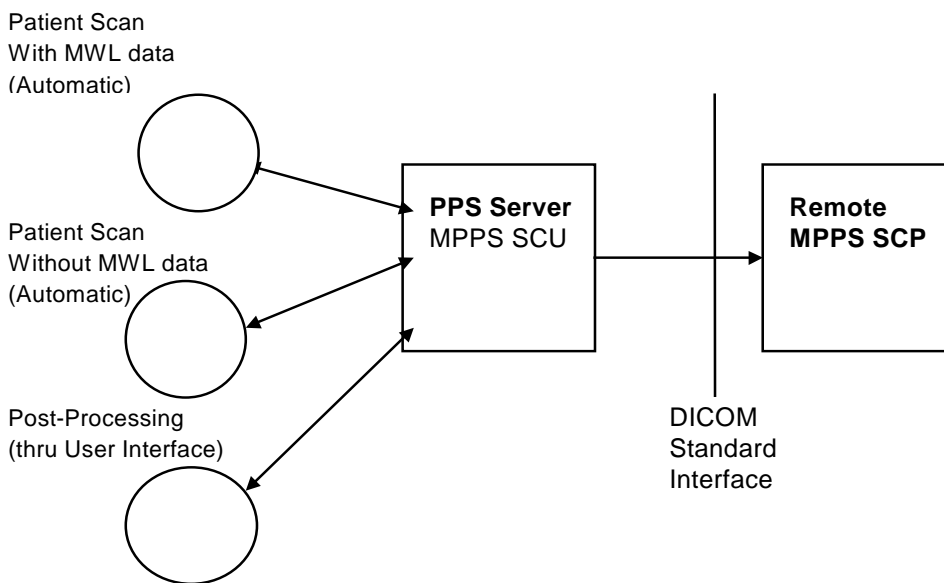 Patient Scan
With MWL data
(Automatic)
PPS Server
MPPS SCU
Remote
MPPS SCP
Patient Scan
Without MWL data
(Automatic)
Post-Processing
(thru User Interface)
DICOM
Standard
Interface